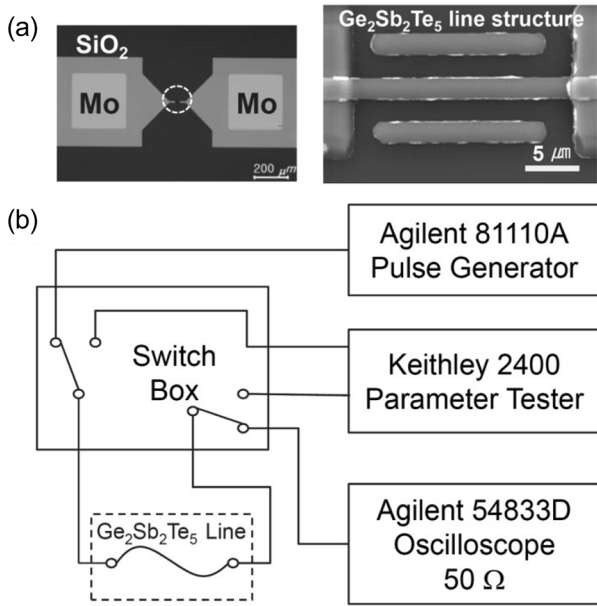 (a)
SiO₂
Mo
Mo
200 μm
Ge₂Sb₂Te₅ line structure
5 ㎛
(b)
Agilent 81110A
Pulse Generator
Switch
Box
Keithley 2400
Parameter Tester
Ge₂Sb₂Te₅ Line
Agilent 54833D
Oscilloscope
50 Ω